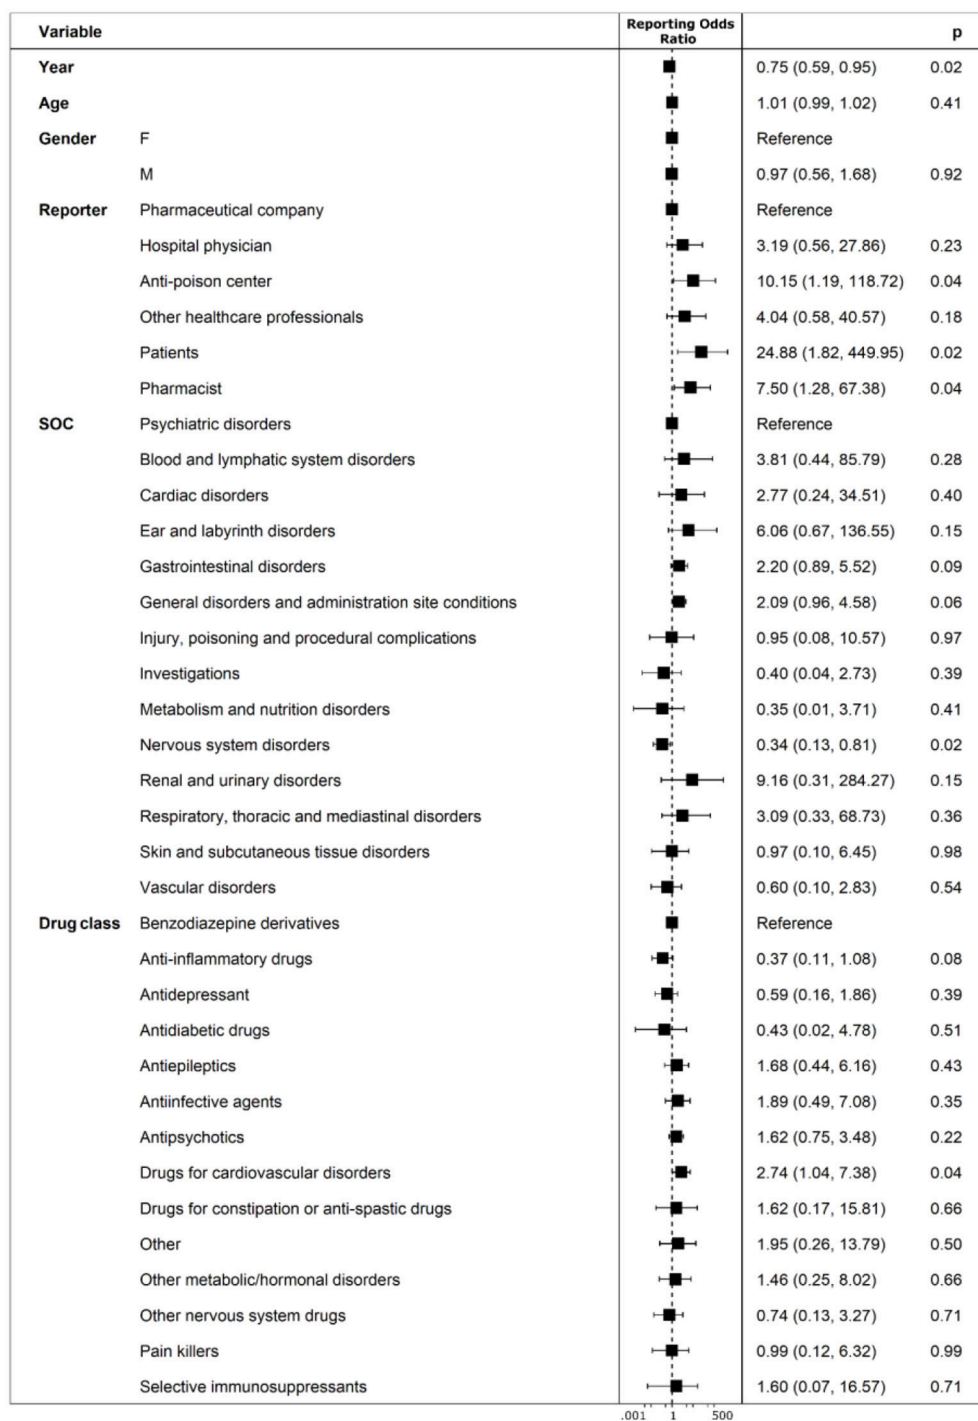 Variable Reporting Odds Ratio p
Year 0.75 (0.59, 0.95) 0.02
Age 1.01 (0.99, 1.02) 0.41
Gender F Reference
M 0.97 (0.56, 1.68) 0.92
Reporter Pharmaceutical company Reference
Hospital physician 3.19 (0.56, 27.86) 0.23
Anti-poison center 10.15 (1.19, 118.72) 0.04
Other healthcare professionals 4.04 (0.58, 40.57) 0.18
Patients 24.88 (1.82, 449.95) 0.02
Pharmacist 7.50 (1.28, 67.38) 0.04
SOC Psychiatric disorders Reference
Blood and lymphatic system disorders 3.81 (0.44, 85.79) 0.28
Cardiac disorders 2.77 (0.24, 34.51) 0.40
Ear and labyrinth disorders 6.06 (0.67, 136.55) 0.15
Gastrointestinal disorders 2.20 (0.89, 5.52) 0.09
General disorders and administration site conditions 2.09 (0.96, 4.58) 0.06
Injury, poisoning and procedural complications 0.95 (0.08, 10.57) 0.97
Investigations 0.40 (0.04, 2.73) 0.39
Metabolism and nutrition disorders 0.35 (0.01, 3.71) 0.41
Nervous system disorders 0.34 (0.13, 0.81) 0.02
Renal and urinary disorders 9.16 (0.31, 284.27) 0.15
Respiratory, thoracic and mediastinal disorders 3.09 (0.33, 68.73) 0.36
Skin and subcutaneous tissue disorders 0.97 (0.10, 6.45) 0.98
Vascular disorders 0.60 (0.10, 2.83) 0.54
Drug class Benzodiazepine derivatives Reference
Anti-inflammatory drugs 0.37 (0.11, 1.08) 0.08
Antidepressant 0.59 (0.16, 1.86) 0.39
Antidiabetic drugs 0.43 (0.02, 4.78) 0.51
Antiepileptics 1.68 (0.44, 6.16) 0.43
Antiinfective agents 1.89 (0.49, 7.08) 0.35
Antipsychotics 1.62 (0.75, 3.48) 0.22
Drugs for cardiovascular disorders 2.74 (1.04, 7.38) 0.04
Drugs for constipation or anti-spastic drugs 1.62 (0.17, 15.81) 0.66
Other 1.95 (0.26, 13.79) 0.50
Other metabolic/hormonal disorders 1.46 (0.25, 8.02) 0.66
Other nervous system drugs 0.74 (0.13, 3.27) 0.71
Pain killers 0.99 (0.12, 6.32) 0.99
Selective immunosuppressants 1.60 (0.07, 16.57) 0.71
.001 1 500